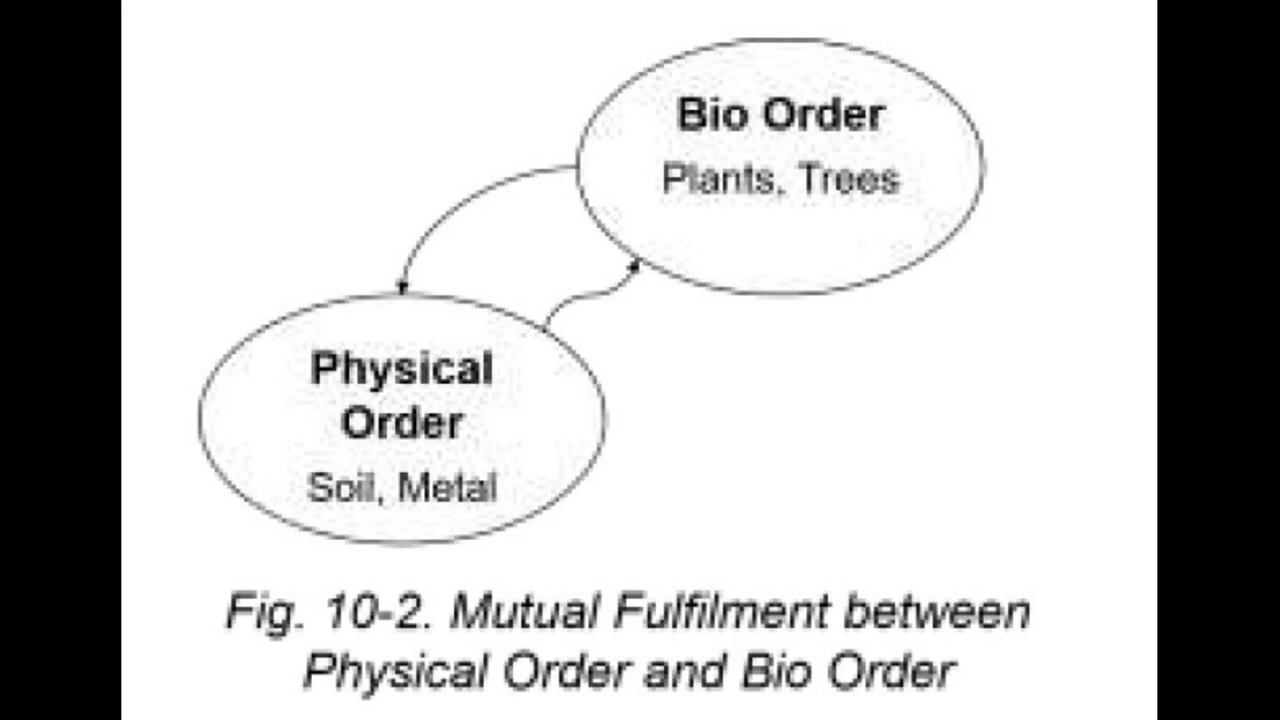 Bio Order
Plants, Trees
Physical
Order
Soil, Metal
Fig. 10-2. Mutual Fulfilment between
Physical Order and Bio Order